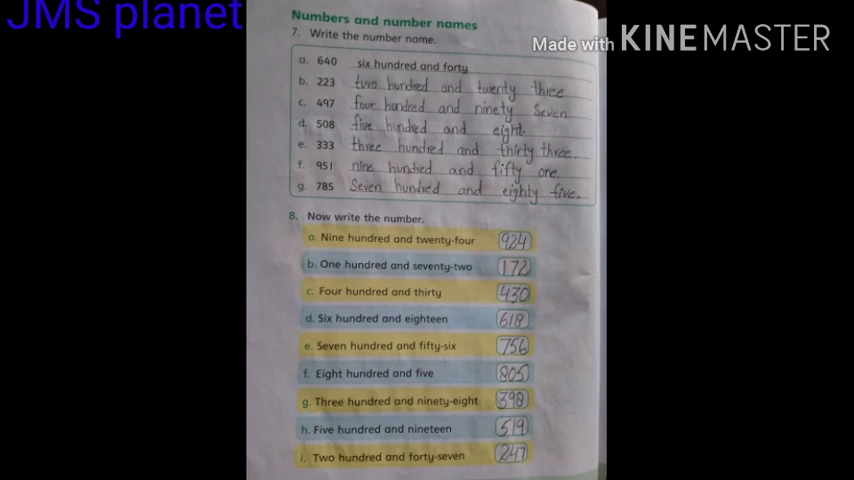 JMS planet
Made with KINEMASTER
Numbers and number names
7. Write the number name.
a. 640 six hundred and forty
b. 223 two hundred and twenty three
c. 497 four hundred and ninety Seven
d. 508 five hundred and eight
e. 333 three hundred and thirty three.
f. 951 nine hundred and fifty one
g. 785 Seven hundred and eighty five.
8. Now write the number.
a. Nine hundred and twenty-four 924
b. One hundred and seventy-two 172
c. Four hundred and thirty 430
d. Six hundred and eighteen 618
e. Seven hundred and fifty-six 756
f. Eight hundred and five 805
g. Three hundred and ninety-eight 398
h. Five hundred and nineteen 519
i. Two hundred and forty-seven 247